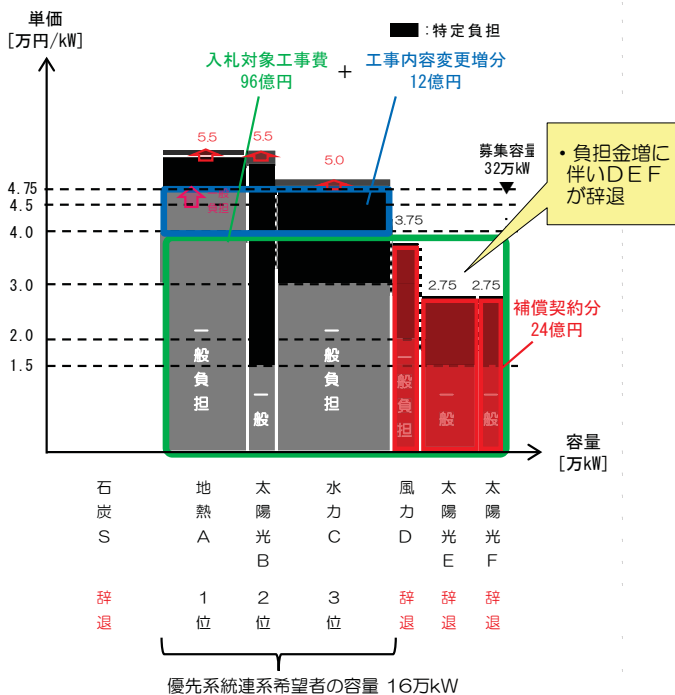 単価
[万円/kW]
：特定負担
入札対象工事費
96億円
＋
工事内容変更増分
12億円
5.5
5.5
5.0
募集容量
32万kW
・負担金増に
伴いＤＥＦ
が辞退
4.75
4.5
4.0
3.0
2.0
1.5
負担
3.75
2.75
2.75
補償契約分
24億円
一般負担
一般
一般負担
一般負担
一般
一般
容量
[万kW]
石炭Ｓ
地熱Ａ
太陽光Ｂ
水力Ｃ
風力Ｄ
太陽光Ｅ
太陽光Ｆ
辞退
１位
２位
３位
辞退
辞退
辞退
優先系統連系希望者の容量 16万kW